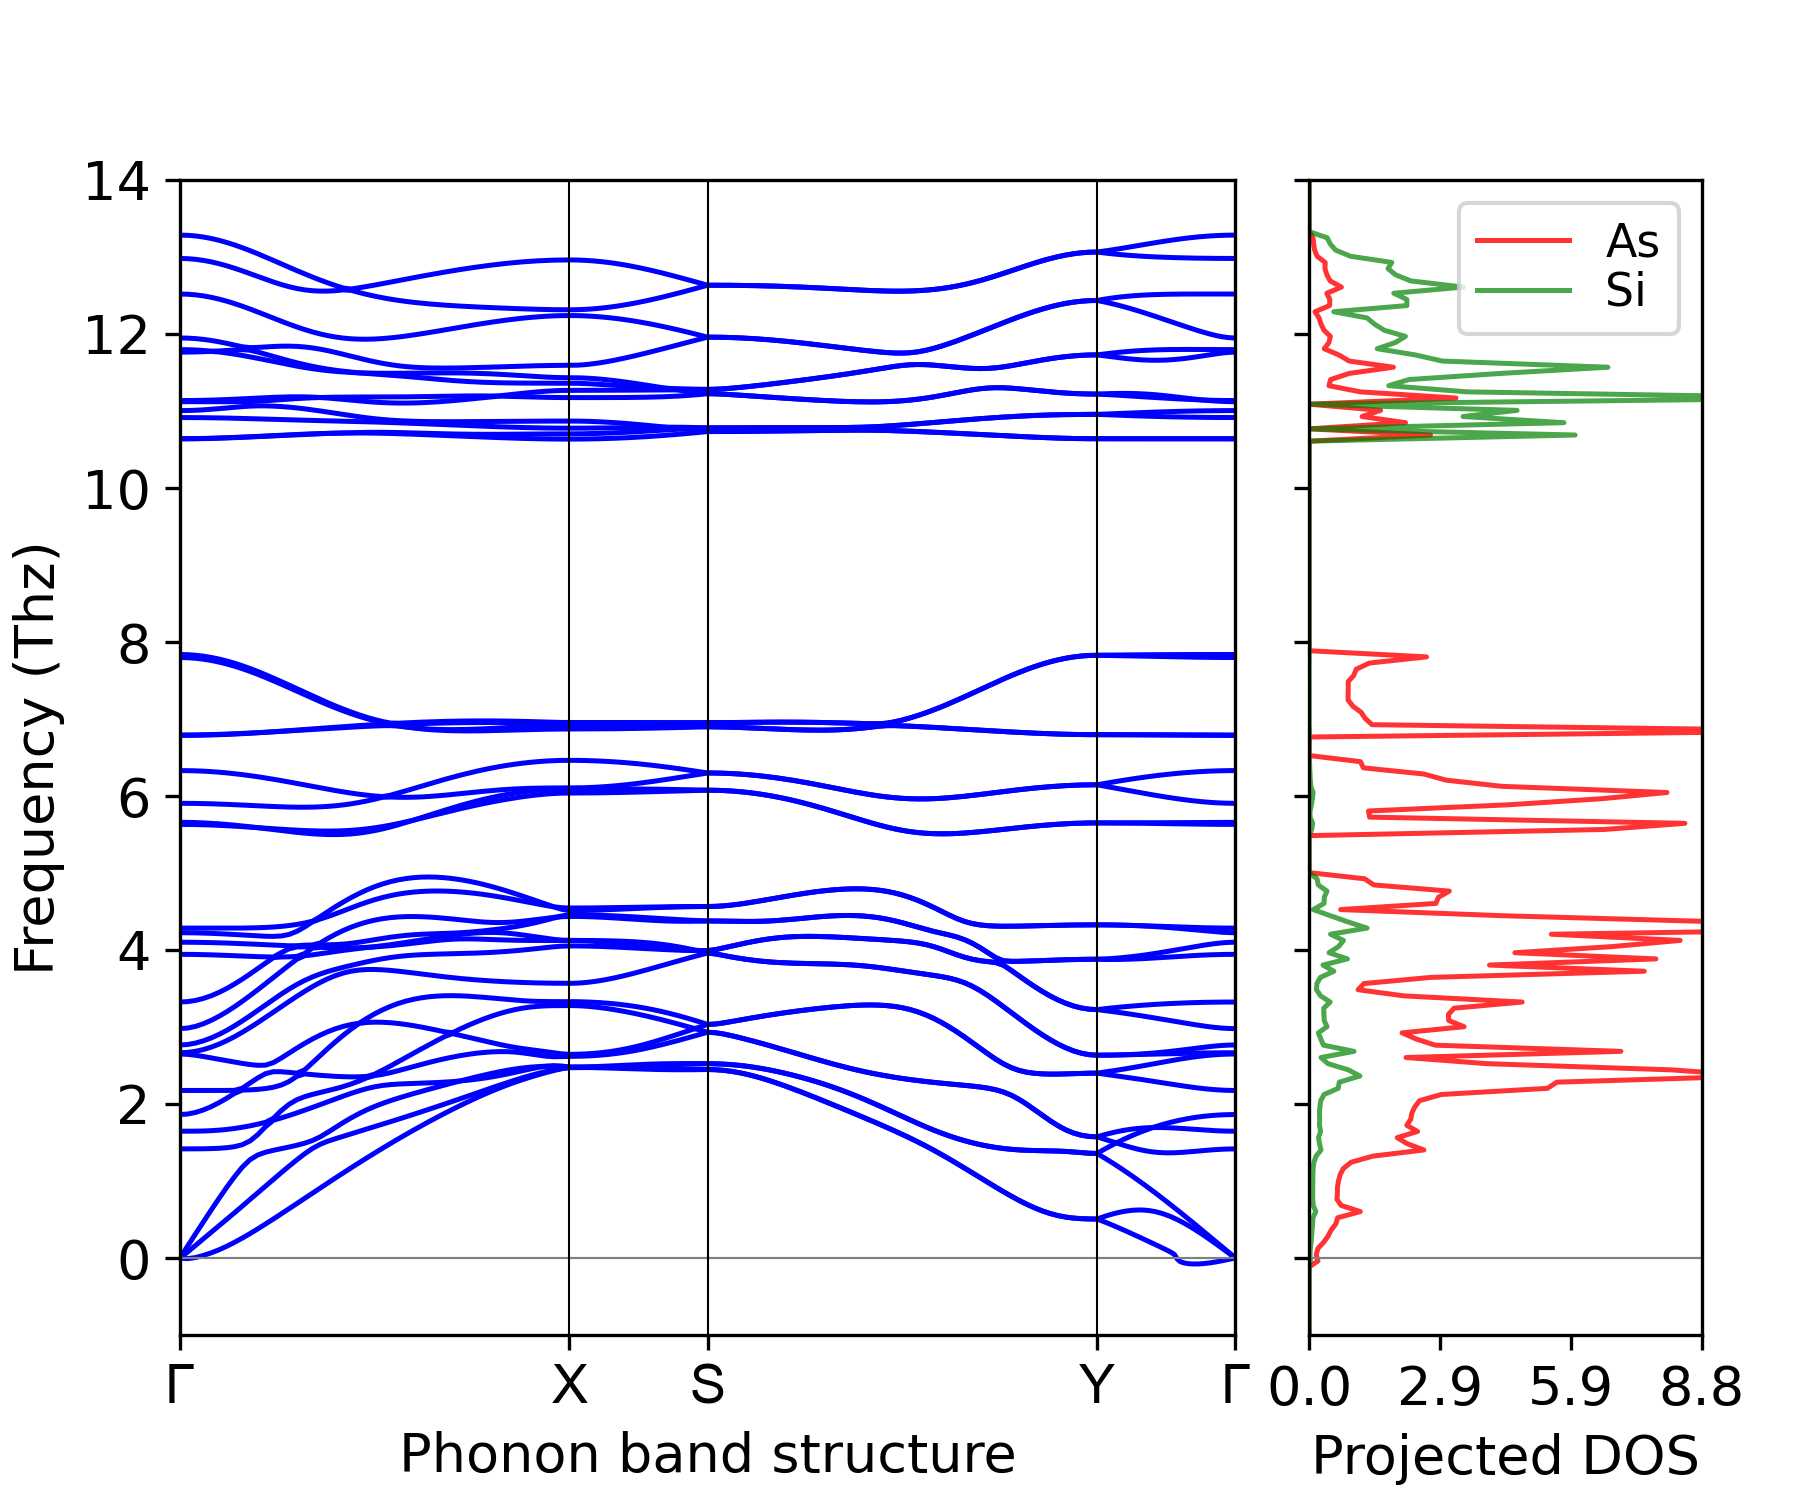 14
12
10
8
6
4
2
0
Frequency (Thz)
Γ X S Y Γ
Phonon band structure
As
Si
0.0 2.9 5.9 8.8
Projected DOS